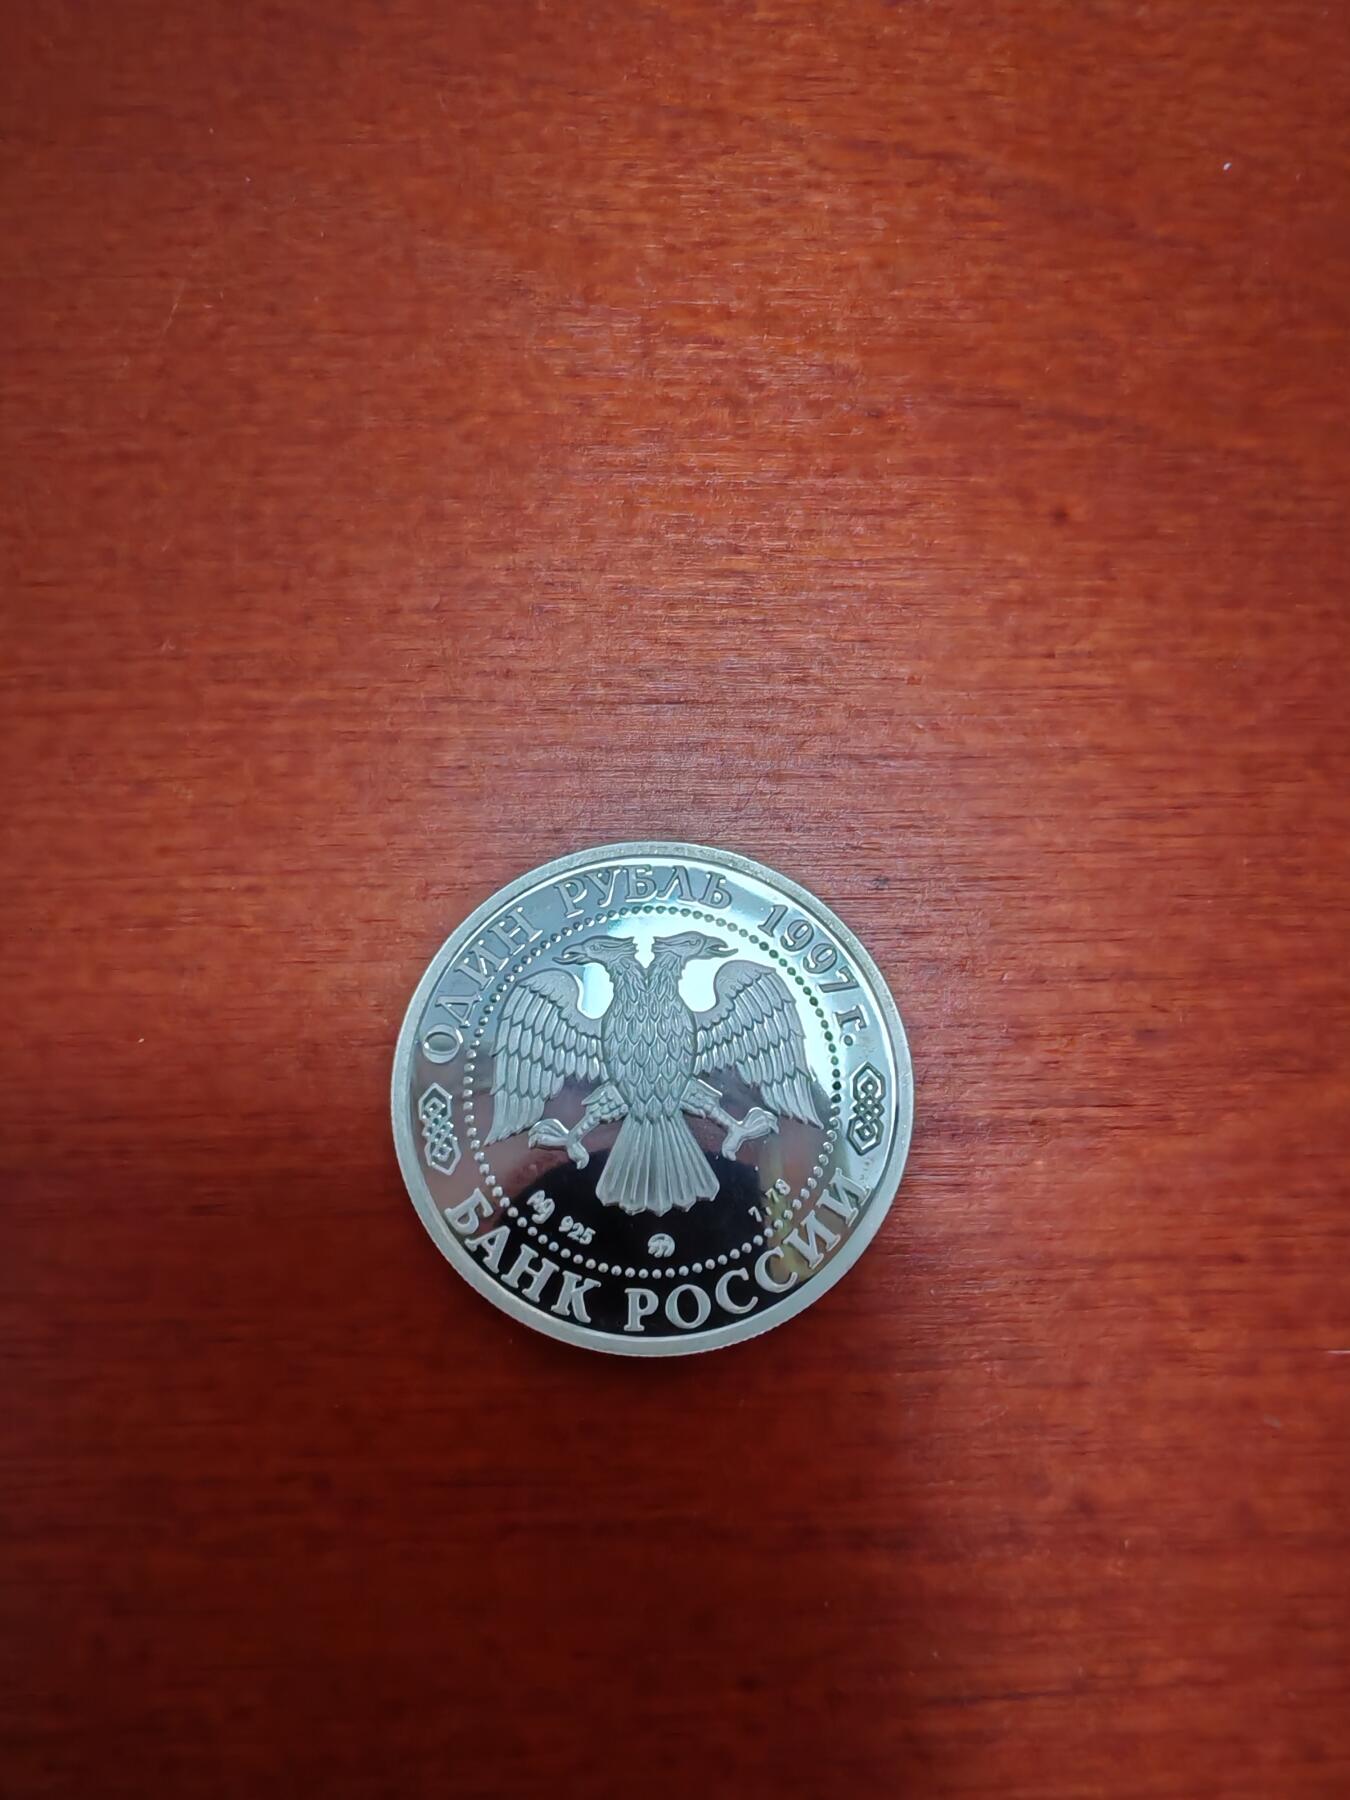 ОДИН РУБЛЬ 1997 г.
Ag 925
7,78
БАНК РОССИИ